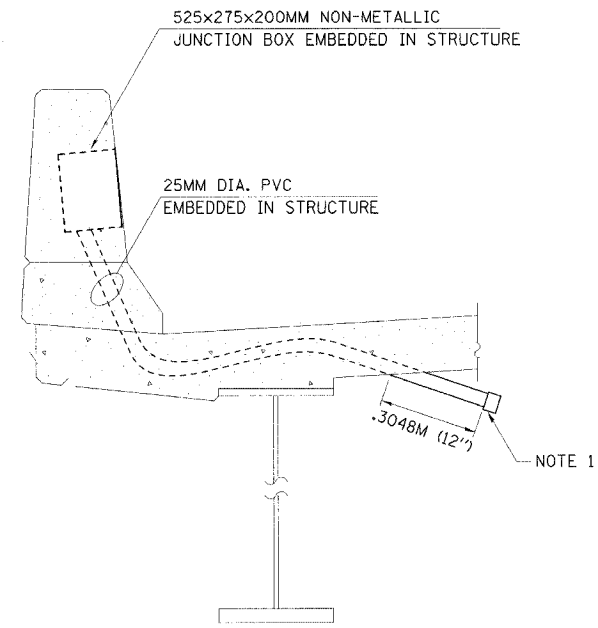 525x275x200MM NON-METALLIC
JUNCTION BOX EMBEDDED IN STRUCTURE
25MM DIA. PVC
EMBEDDED IN STRUCTURE
.3048M (12")
NOTE 1